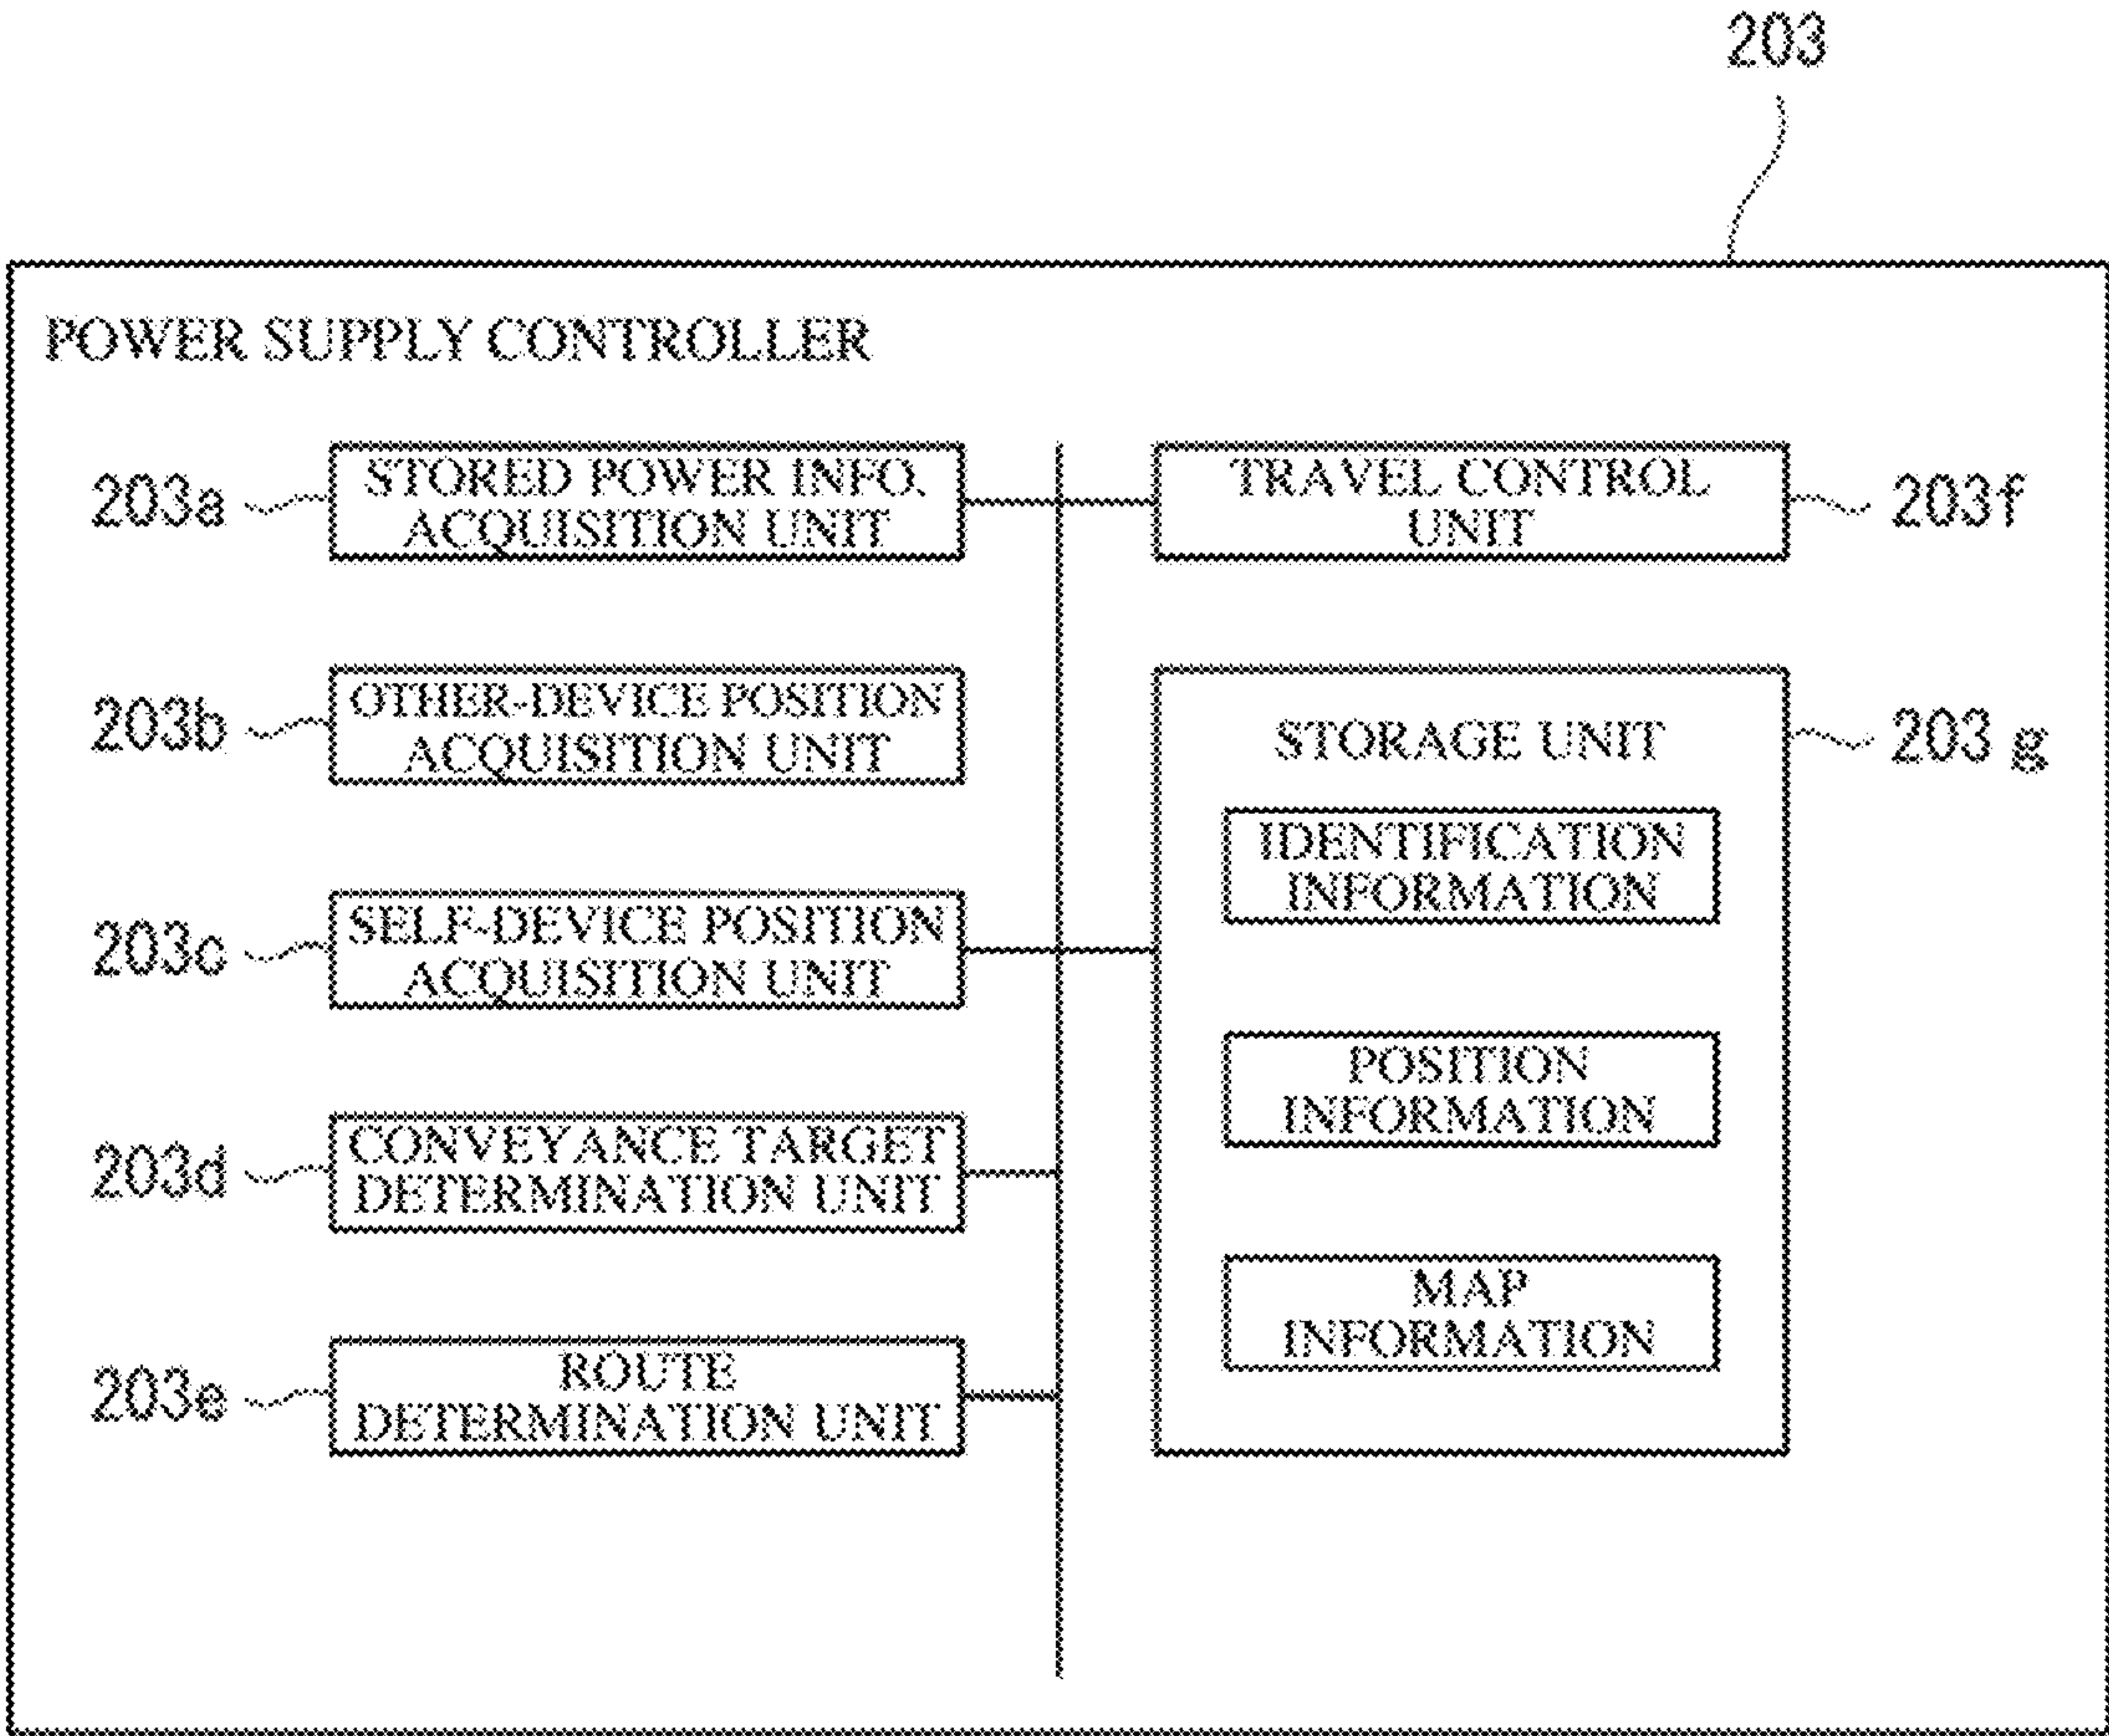 203
POWER SUPPLY CONTROLLER
203a
STORED POWER INFO.
ACQUISITION UNIT
TRAVEL CONTROL
UNIT
203f
203b
OTHER-DEVICE POSITION
ACQUISITION UNIT
STORAGE UNIT
203g
IDENTIFICATION
INFORMATION
203c
SELF-DEVICE POSITION
ACQUISITION UNIT
POSITION
INFORMATION
203d
CONVEYANCE TARGET
DETERMINATION UNIT
MAP
INFORMATION
203e
ROUTE
DETERMINATION UNIT